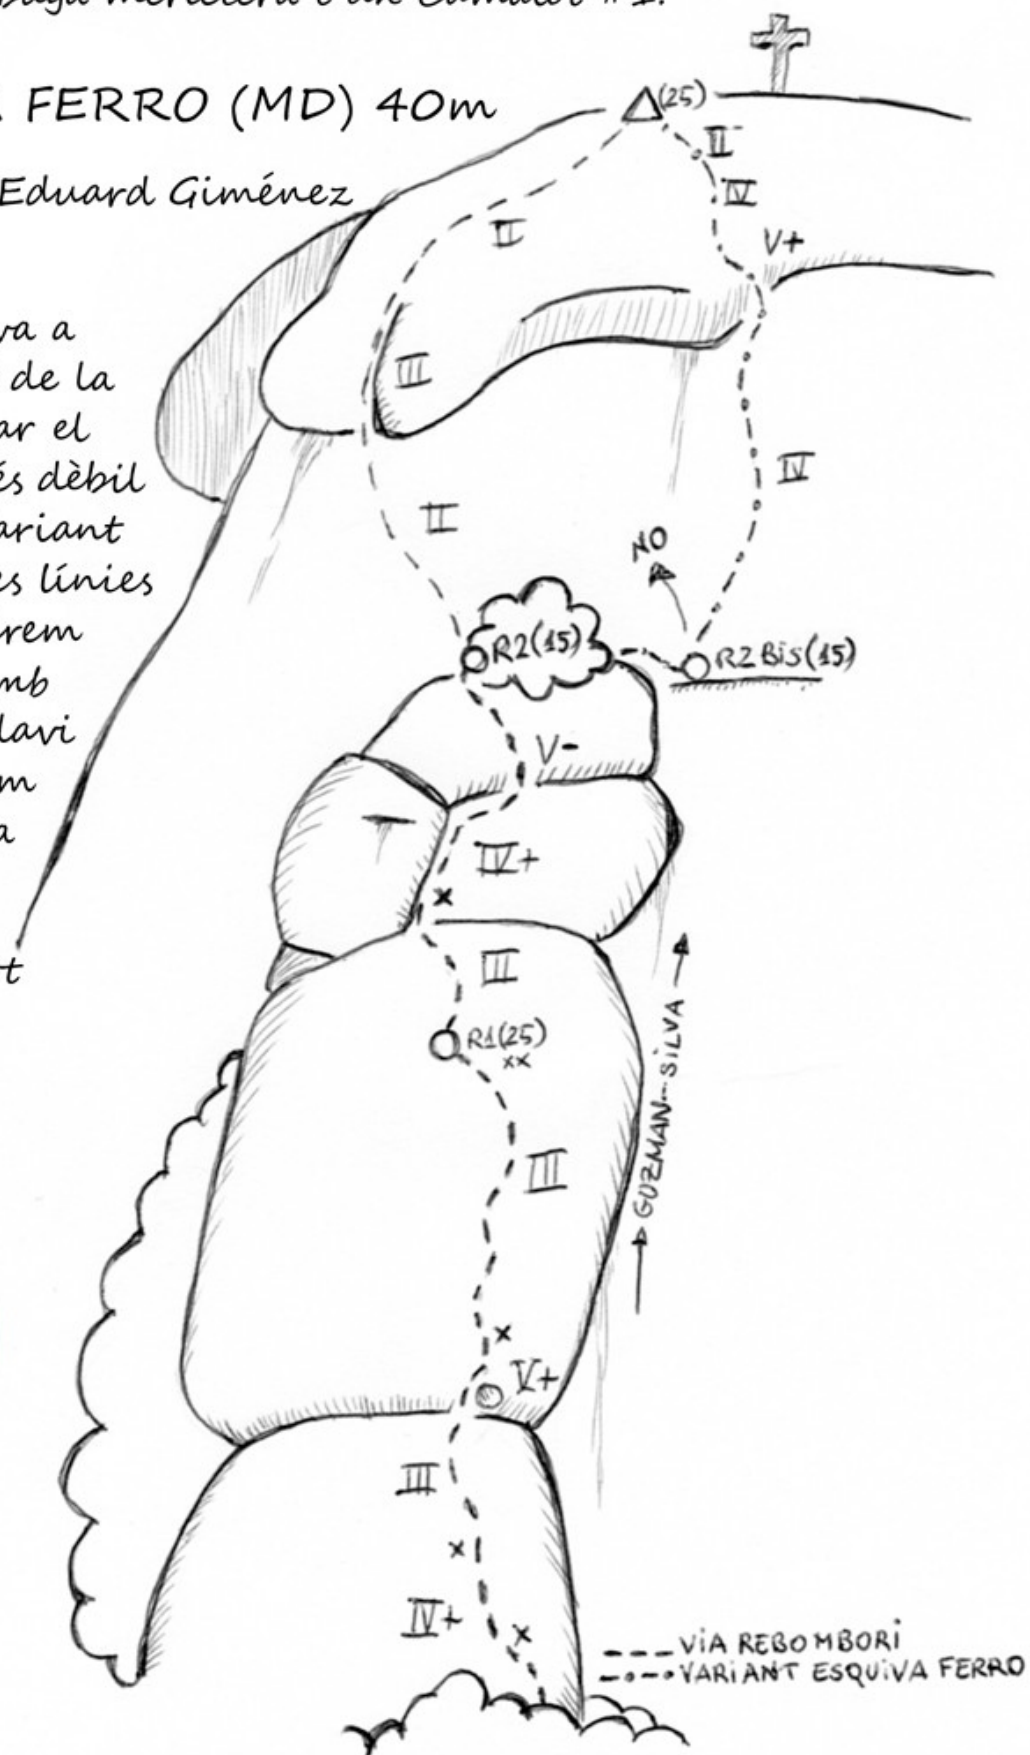 FERRO (MD) 40m
Eduard Giménez
va a
de la
ar el
és dèbil
ariant
es línies
rem
mb
lavi
m
a
t
(25)
II
IV
V+
II
III
IV
II
NO
R2(15)
R2 Bis(15)
V-
IV+
x
III
R1(25)
xx
GUZMAN--SILVA
III
x
V+
III
x
IV+
x
VIA REBOMBORI
VARIANT ESQUIVA FERRO